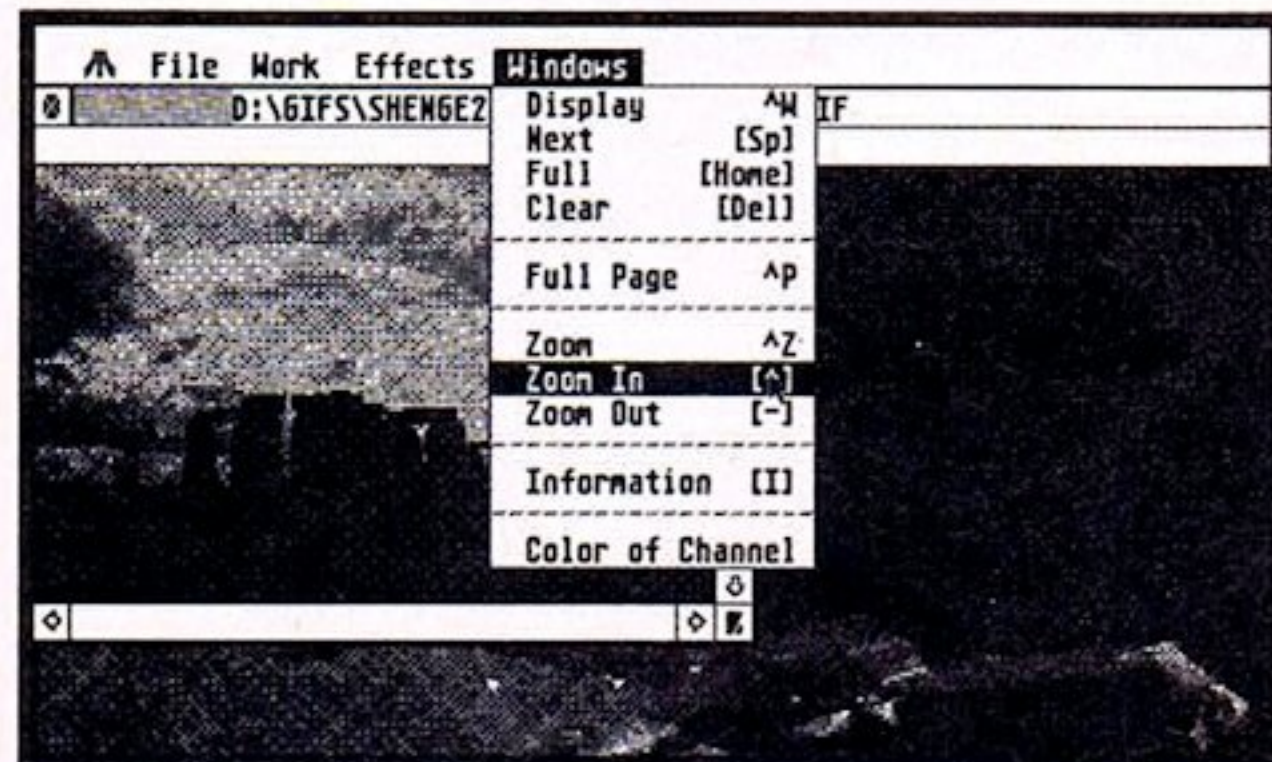 File Work Effects Windows
D:\GIFS\SHENGE2 IF
Display ^W
Next [Sp]
Full [Home]
Clear [Del]
Full Page ^P
Zoom ^Z
Zoom In [^]
Zoom Out [-]
Information [I]
Color of Channel